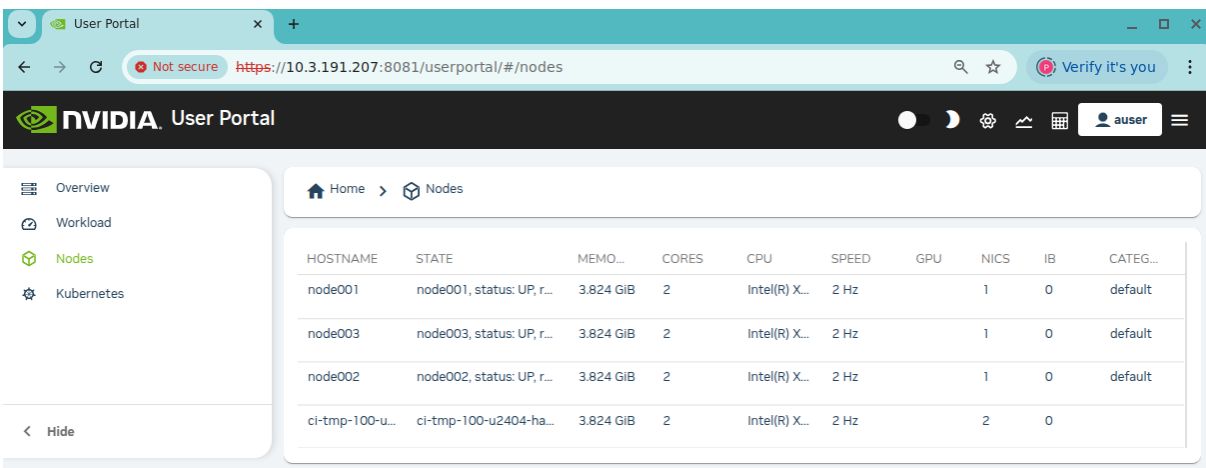 User Portal
Not secure https://10.3.191.207:8081/userportal/#/nodes Verify it's you
NVIDIA. User Portal auser
Overview
Workload
Nodes
Kubernetes
Hide
Home > Nodes
HOSTNAME STATE MEMO... CORES CPU SPEED GPU NICS IB CATEG...
node001 node001, status: UP, r... 3.824 GiB 2 Intel(R) X... 2 Hz 1 0 default
node003 node003, status: UP, r... 3.824 GiB 2 Intel(R) X... 2 Hz 1 0 default
node002 node002, status: UP, r... 3.824 GiB 2 Intel(R) X... 2 Hz 1 0 default
ci-tmp-100-u... ci-tmp-100-u2404-ha... 3.824 GiB 2 Intel(R) X... 2 Hz 2 0